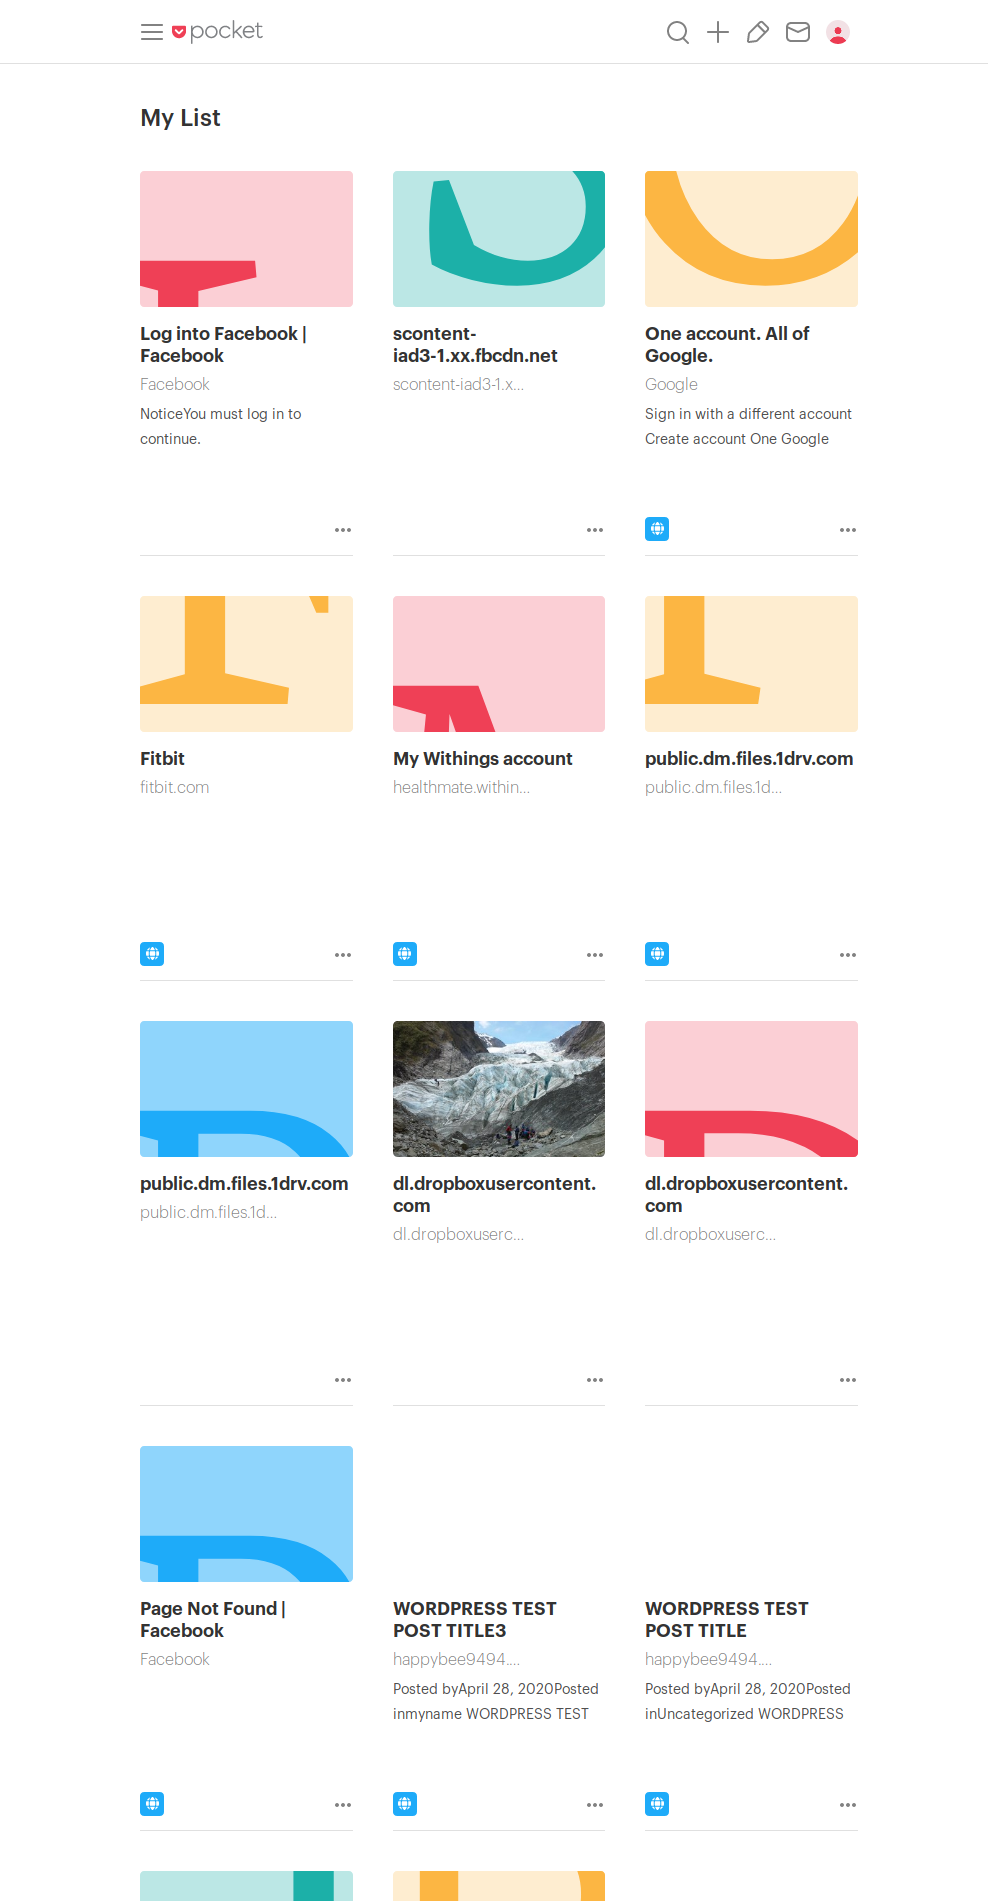 pocket
My List
Log into Facebook |
Facebook
Facebook
NoticeYou must log in to
continue.
scontent-
iad3-1.xx.fbcdn.net
scontent-iad3-1.x...
One account. All of
Google.
Google
Sign in with a different account
Create account One Google
Fitbit
fitbit.com
My Withings account
healthmate.within...
public.dm.files.1drv.com
public.dm.files.1d...
public.dm.files.1drv.com
public.dm.files.1d...
dl.dropboxusercontent.
com
dl.dropboxuserc...
dl.dropboxusercontent.
com
dl.dropboxuserc...
Page Not Found |
Facebook
Facebook
WORDPRESS TEST
POST TITLE3
happybee9494....
Posted byApril 28, 2020Posted
inmyname WORDPRESS TEST
WORDPRESS TEST
POST TITLE
happybee9494....
Posted byApril 28, 2020Posted
inUncategorized WORDPRESS